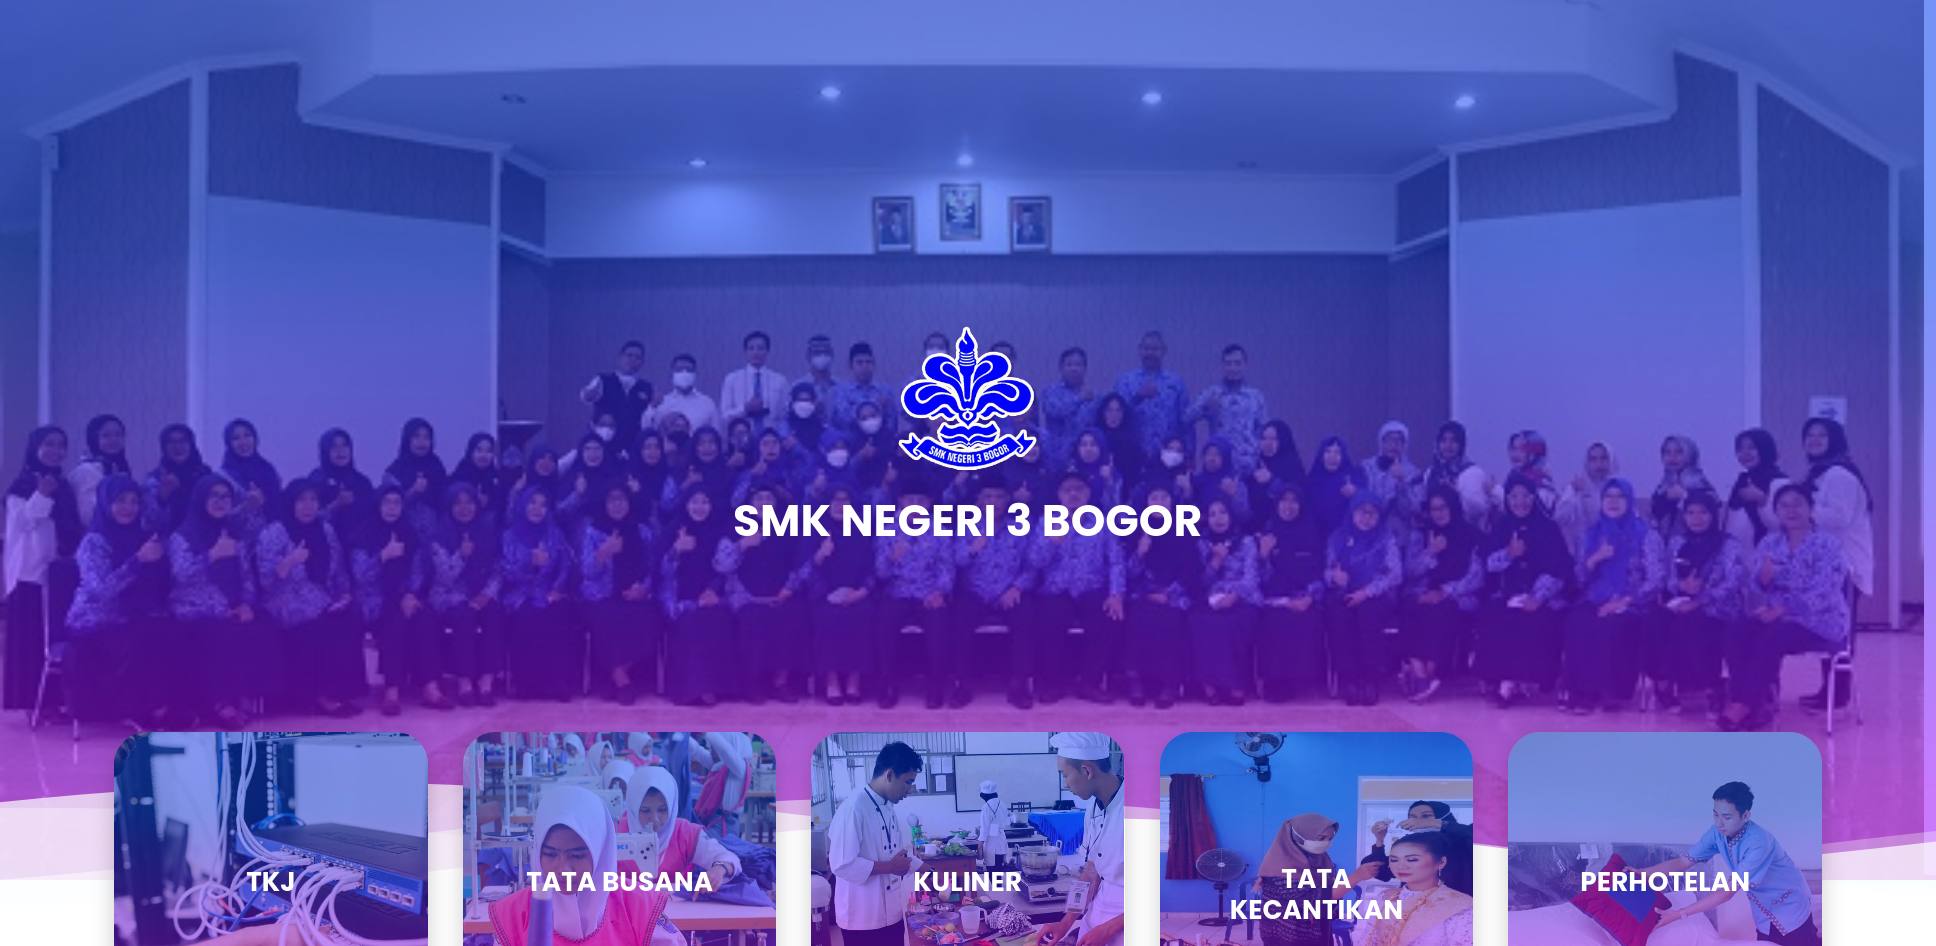 SMK NEGERI 3 BOGOR
SMK NEGERI 3 BOGOR
TKJ
TATA BUSANA
KULINER
TATA
KECANTIKAN
PERHOTELAN